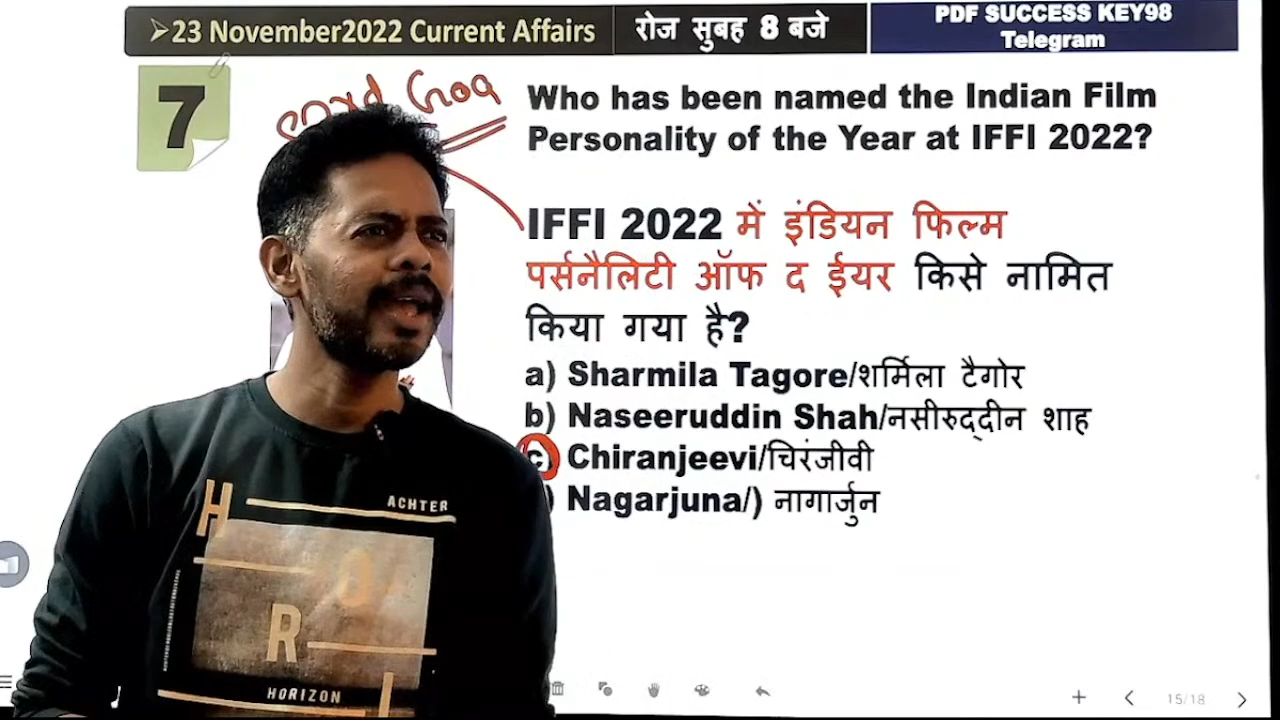 ➢23 November2022 Current Affairs
रोज सुबह 8 बजे
PDF SUCCESS KEY98
Telegram
7
Goa
Who has been named the Indian Film
Personality of the Year at IFFI 2022?
IFFI 2022 में इंडियन फिल्म
पर्सनैलिटी ऑफ द ईयर किसे नामित
किया गया है?
a) Sharmila Tagore/शर्मिला टैगोर
b) Naseeruddin Shah/नसीरुद्दीन शाह
c Chiranjeevi/चिरंजीवी
) Nagarjuna/) नागार्जुन
ACHTER
H
O
R
HORIZON
15/18